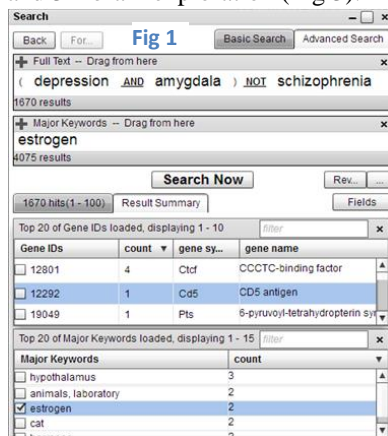 Search
Back For... Fig 1 Basic Search Advanced Search
Full Text -- Drag from here
( depression AND amygdala ) NOT schizophrenia
1670 results
Major Keywords -- Drag from here
estrogen
4075 results
Search Now Rev... ...
1670 hits(1 - 100) Result Summary Fields
Top 20 of Gene IDs loaded, displaying 1 - 10 filter
Gene IDs count gene sy... gene name
12801 4 Ctcf CCCTC-binding factor
12292 1 Cd5 CD5 antigen
19049 1 Pts 6-pyruvoyl-tetrahydropterin syr
Top 20 of Major Keywords loaded, displaying 1 - 15 filter
Major Keywords count
hypothalamus 3
animals, laboratory 2
estrogen 2
cat 2